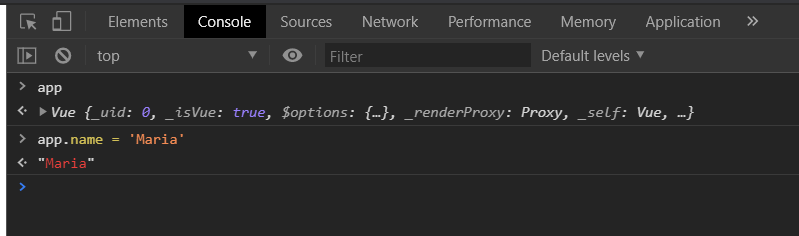 Elements Console Sources Network Performance Memory Application »
top Filter Default levels
> app
Vue {_uid: 0, _isVue: true, $options: {…}, _renderProxy: Proxy, _self: Vue, …}
> app.name = 'Maria'
"Maria"
>